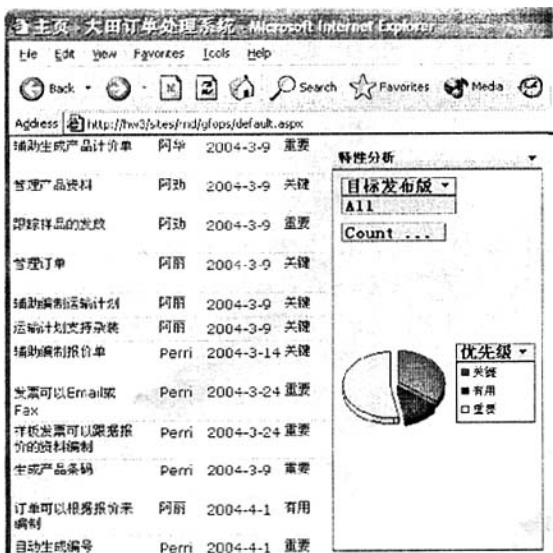 主页 - 大田订单处理系统 - Microsoft Internet Explorer
File Edit View Favorites Tools Help
Back Search Favorites Media
Address http://hw3/sites/rnd/gfops/default.aspx
辅助生成产品计价单 阿华 2004-3-9 重要
管理产品资料 阿劲 2004-3-9 关键
跟踪样品的发放 阿劲 2004-3-9 重要
管理订单 阿丽 2004-3-9 关键
辅助编制运输计划 阿丽 2004-3-9 关键
运输计划支持杂装 阿丽 2004-3-9 关键
辅助编制报价单 Perri 2004-3-14 关键
发票可以Email或
Fax Perri 2004-3-24 重要
样板发票可以跟据报
价的资料编制 Perri 2004-3-24 重要
生成产品条码 Perri 2004-3-9 重要
订单可以根据报价来
编制 阿丽 2004-4-1 有用
自动生成编号 Perri 2004-4-1 重要
特性分析
目标发布版
All
Count ...
优先级
关键
有用
重要